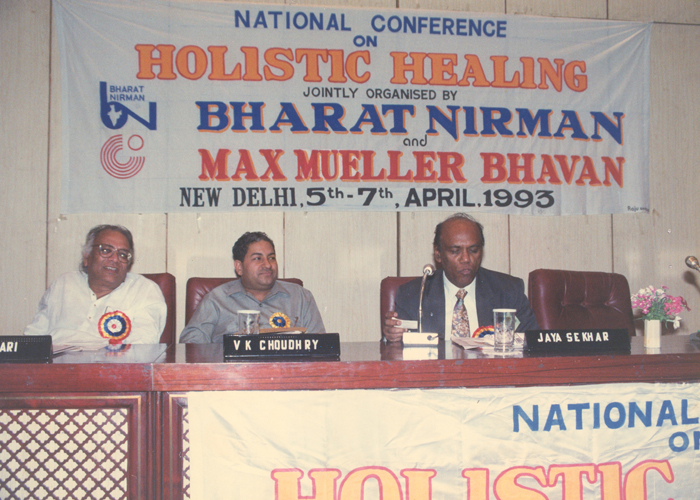 NATIONAL CONFERENCE
ON
HOLISTIC HEALING
JOINTLY ORGANISED BY
BHARAT NIRMAN
BHARAT
NIRMAN
and
MAX MUELLER BHAVAN
NEW DELHI, 5TH-7TH, APRIL.1993
ARI
V K CHOUDHRY
JAYA SEKHAR
NATIONAL
ON
HOLISTIC